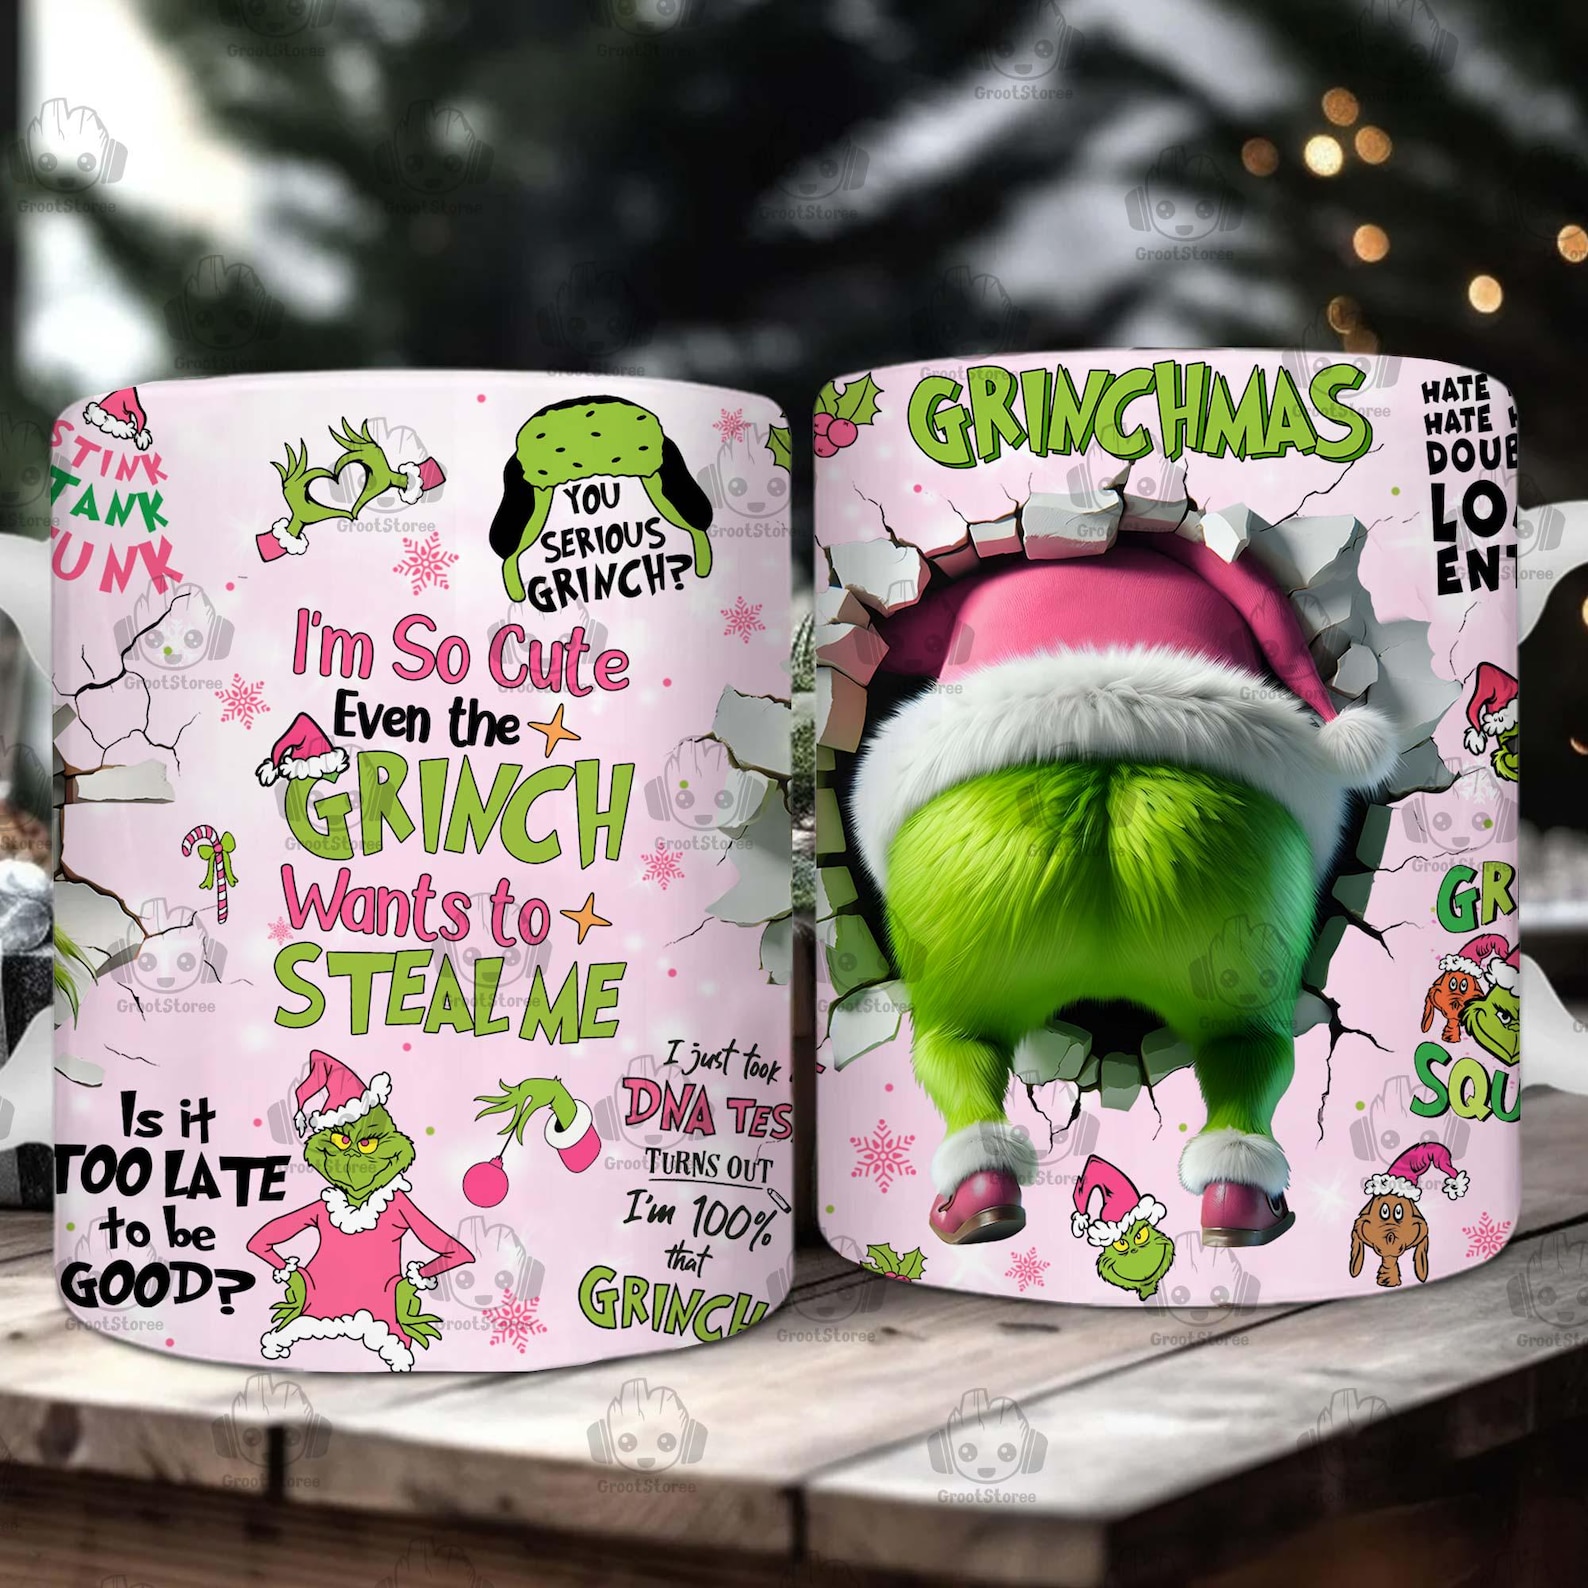 STINK
STANK
STUNK
YOU
SERIOUS
GRINCH?
I'm So Cute
Even the
GRINCH
Wants to
STEAL ME
Is it
TOO LATE
to be
GOOD?
I just took
DNA TES
TURNS OUT
I'm 100%
that
GRINCH
GRINCHMAS
HATE
HATE
DOUB
LO
ENT
GR
SQU
GrootStoree